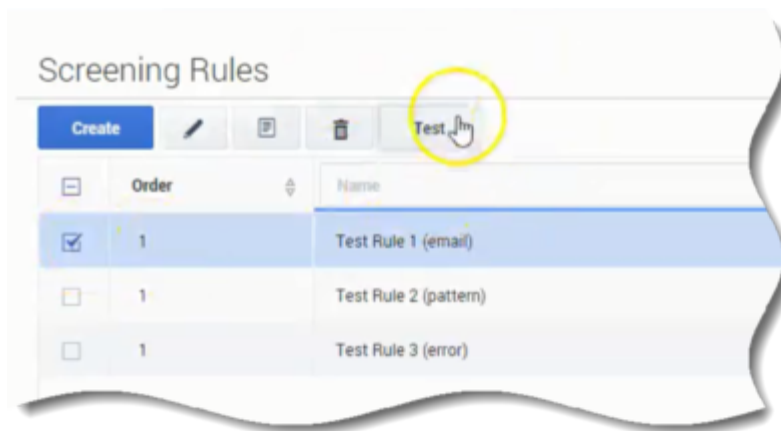 Screening Rules
Create Test
Order Name
1 Test Rule 1 (email)
1 Test Rule 2 (pattern)
1 Test Rule 3 (error)